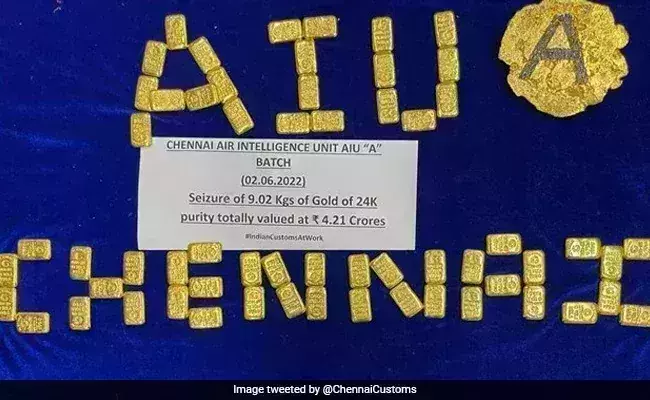 AIU
A
CHENNAI AIR INTELLIGENCE UNIT AIU "A"
BATCH
(02.06.2022)
Seizure of 9.02 Kgs of Gold of 24K
purity totally valued at ₹ 4.21 Crores
#IndianCustomsAtWork
CHENNAI
Image tweeted by @ChennaiCustoms